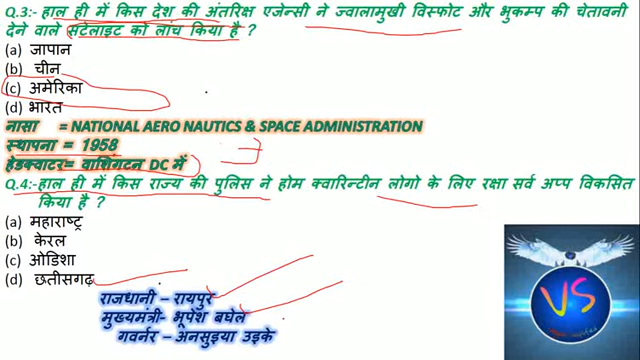 Q.3:- हाल ही में किस देश की अंतरिक्ष एजेन्सी ने ज्वालामुखी विस्फोट और भुकम्प की चेतावनी
देने वाले सटेलाइट को लांच किया है ?
(a) जापान
(b) चीन
(c) अमेरिका
(d) भारत
नासा = NATIONAL AERO NAUTICS & SPACE ADMINISTRATION
स्थापना = 1958
हेडक्वाटर= वाशिंगटन DC में
Q.4:-हाल ही में किस राज्य की पुलिस ने होम क्वारिन्टीन लोगो के लिए रक्षा सर्व अप्प विकसित
किया है ?
(a) महाराष्ट्र
(b) केरल
(c) ओडिशा
(d) छतीसगढ़
राजधानी – रायपुर
मुख्यमंत्री- भूपेश बघेल
गवर्नर – अनसुइया उइके
VS